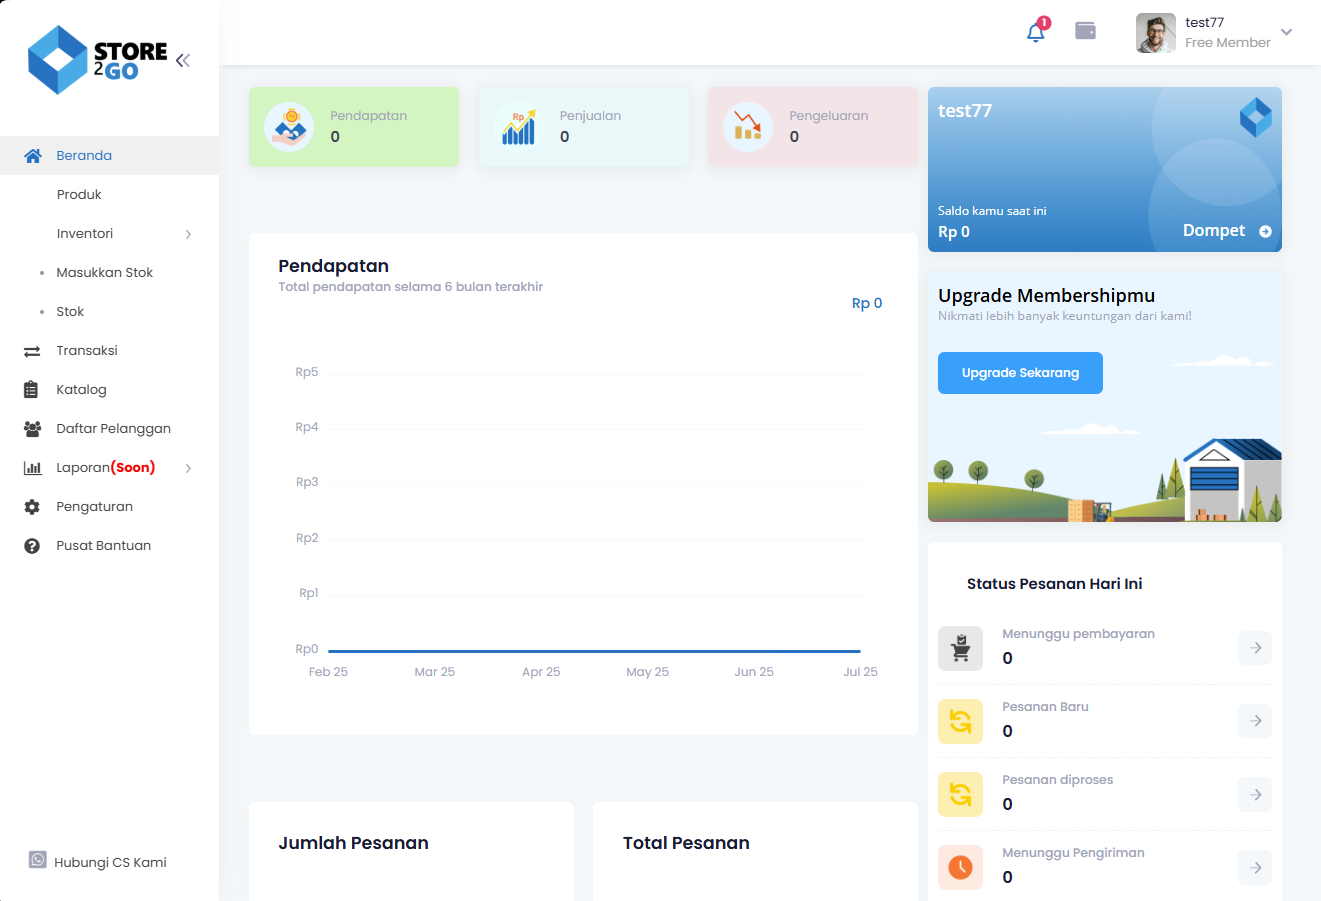 STORE
2GO
1
test77
Free Member
Beranda
Produk
Inventori
Masukkan Stok
Stok
Transaksi
Katalog
Daftar Pelanggan
Laporan(Soon)
Pengaturan
Pusat Bantuan
Hubungi CS Kami
Pendapatan
0
Rp
Penjualan
0
Pengeluaran
0
test77
Saldo kamu saat ini
Rp 0
Dompet
Pendapatan
Total pendapatan selama 6 bulan terakhir
Rp 0
Rp5
Rp4
Rp3
Rp2
Rp1
Rp0
Feb 25 Mar 25 Apr 25 May 25 Jun 25 Jul 25
Upgrade Membershipmu
Nikmati lebih banyak keuntungan dari kami!
Upgrade Sekarang
Status Pesanan Hari Ini
Menunggu pembayaran
0
Pesanan Baru
0
Pesanan diproses
0
Menunggu Pengiriman
0
Jumlah Pesanan
Total Pesanan